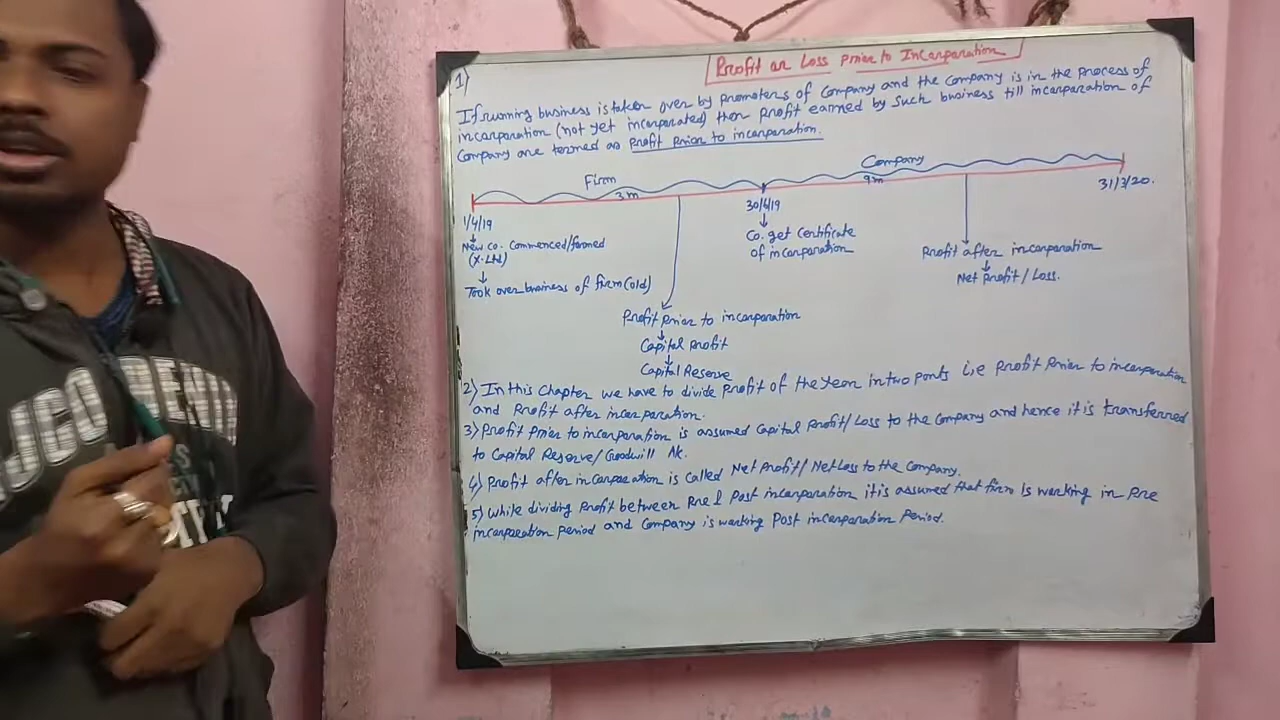 Profit or Loss Prior to Incorporation
1)
If running business is taken over by promoters of Company and the Company is in the process of
incorporation (not yet incorporated) then Profit earned by such business till incorporation of
Company are termed as Profit Prior to incorporation.
Firm
Company
3m
9m
1/4/19
30/6/19
31/3/20.
New co. Commenced/formed
(X. Ltd)
Took over business of firm (old)
Co. get certificate
of incorporation
Profit after incorporation
Net Profit / Loss.
Profit Prior to incorporation
Capital Profit
Capital Reserve
2) In this Chapter we have to divide Profit of the year in two parts i.e Profit Prior to incorporation
and Profit after incorporation.
3) Profit Prior to incorporation is assumed Capital Profit/Loss to the Company and hence it is transferred
to Capital Reserve/Goodwill A/c.
4) Profit after incorporation is called Net Profit/Net Loss to the Company.
5) While dividing Profit between Pre & Post incorporation it is assumed that firm is working in Pre
incorporation Period and Company is working Post incorporation Period.